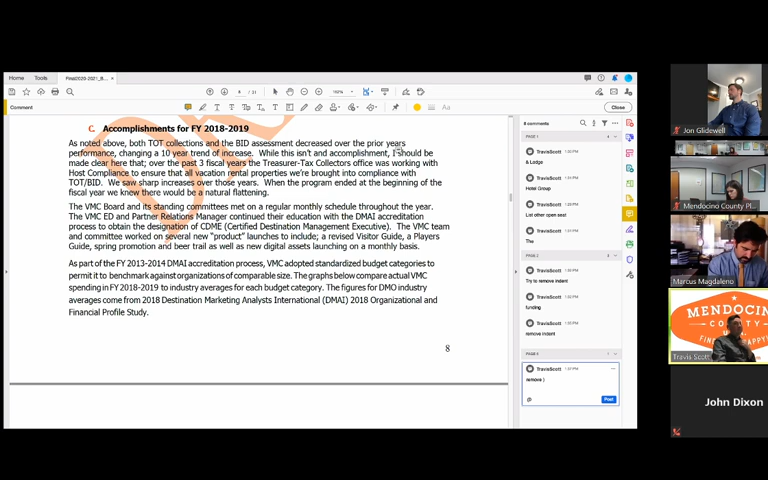 Home
Tools
Final2020-2021_B...
×
8 / 31
Comment
Aa
Close
C. Accomplishments for FY 2018-2019
As noted above, both TOT collections and the BID assessment decreased over the prior years
performance, changing a 10 year trend of increase. While this isn't and accomplishment, I should be
made clear here that; over the past 3 fiscal years the Treasurer-Tax Collectors office was working with
Host Compliance to ensure that all vacation rental properties we're brought into compliance with
TOT/BID. We saw sharp increases over those years. When the program ended at the beginning of the
fiscal year we knew there would be a natural flattening.
The VMC Board and its standing committees met on a regular monthly schedule throughout the year.
The VMC ED and Partner Relations Manager continued their education with the DMAI accreditation
process to obtain the designation of CDME (Certified Destination Management Executive). The VMC team
and committee worked on several new "product" launches to include; a revised Visitor Guide, a Players
Guide, spring promotion and beer trail as well as new digital assets launching on a monthly basis.
As part of the FY 2013-2014 DMAI accreditation process, VMC adopted standardized budget categories to
permit it to benchmark against organizations of comparable size. The graphs below compare actual VMC
spending in FY 2018-2019 to industry averages for each budget category. The figures for DMO industry
averages come from 2018 Destination Marketing Analysts International (DMAI) 2018 Organizational and
Financial Profile Study.
8
8 comments
PAGE 1
4
TravisScott
& Lodge
TravisScott
Hotel Group
TravisScott
List other open seat
TravisScott
The
PAGE 2
3
TravisScott
Try to remove indent
TravisScott
funding
TravisScott
remove indent
1
TravisScott
remove )
Post
Jon Glidewell
Mendocino County Pl...
Marcus Magdaleno
MENDOCINO
COUNTY
Travis Scott
John Dixon